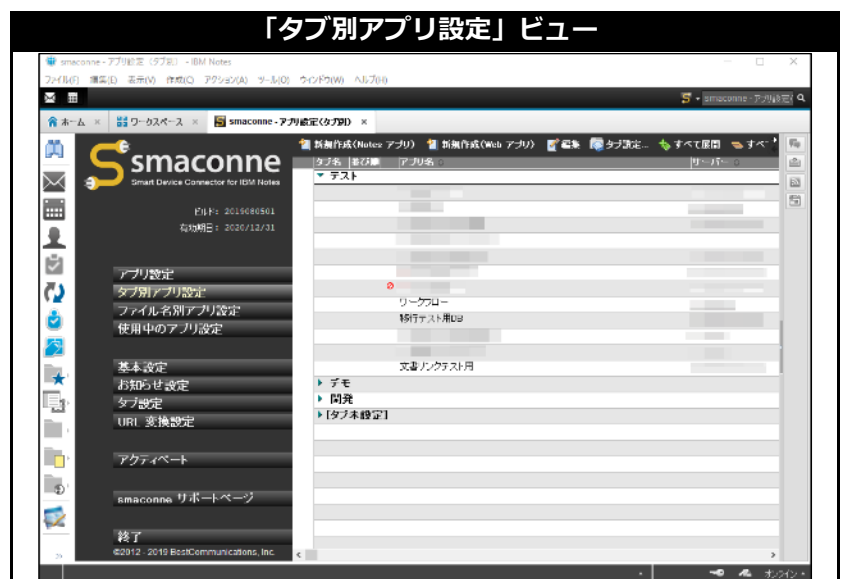 「タブ別アプリ設定」ビュー
smaconne - アプリ設定（タブ別） - IBM Notes
ファイル(F) 編集(E) 表示(V) 作成(C) アクション(A) ツール(O) ウィンドウ(W) ヘルプ(H)
smaconne - アプリ設定(
ホーム × ワークスペース × smaconne - アプリ設定(タブ別) ×
新規作成(Notes アプリ) 新規作成(Web アプリ) 編集 タブ設定... すべて展開 すべ
タブ名 並び順 アプリ名 サーバー
smaconne
Smart Device Connector for IBM Notes
ビルド: 2019080501
有効期日: 2020/12/31
アプリ設定
タブ別アプリ設定
ファイル名別アプリ設定
使用中のアプリ設定
基本設定
お知らせ設定
タブ設定
URL 変換設定
アクティベート
smaconne サポートページ
終了
©2012 - 2019 BestCommunications, Inc.
テスト
ワークフロー
移行テスト用DB
文書リンクテスト用
デモ
開発
[タブ未設定]
オンライン